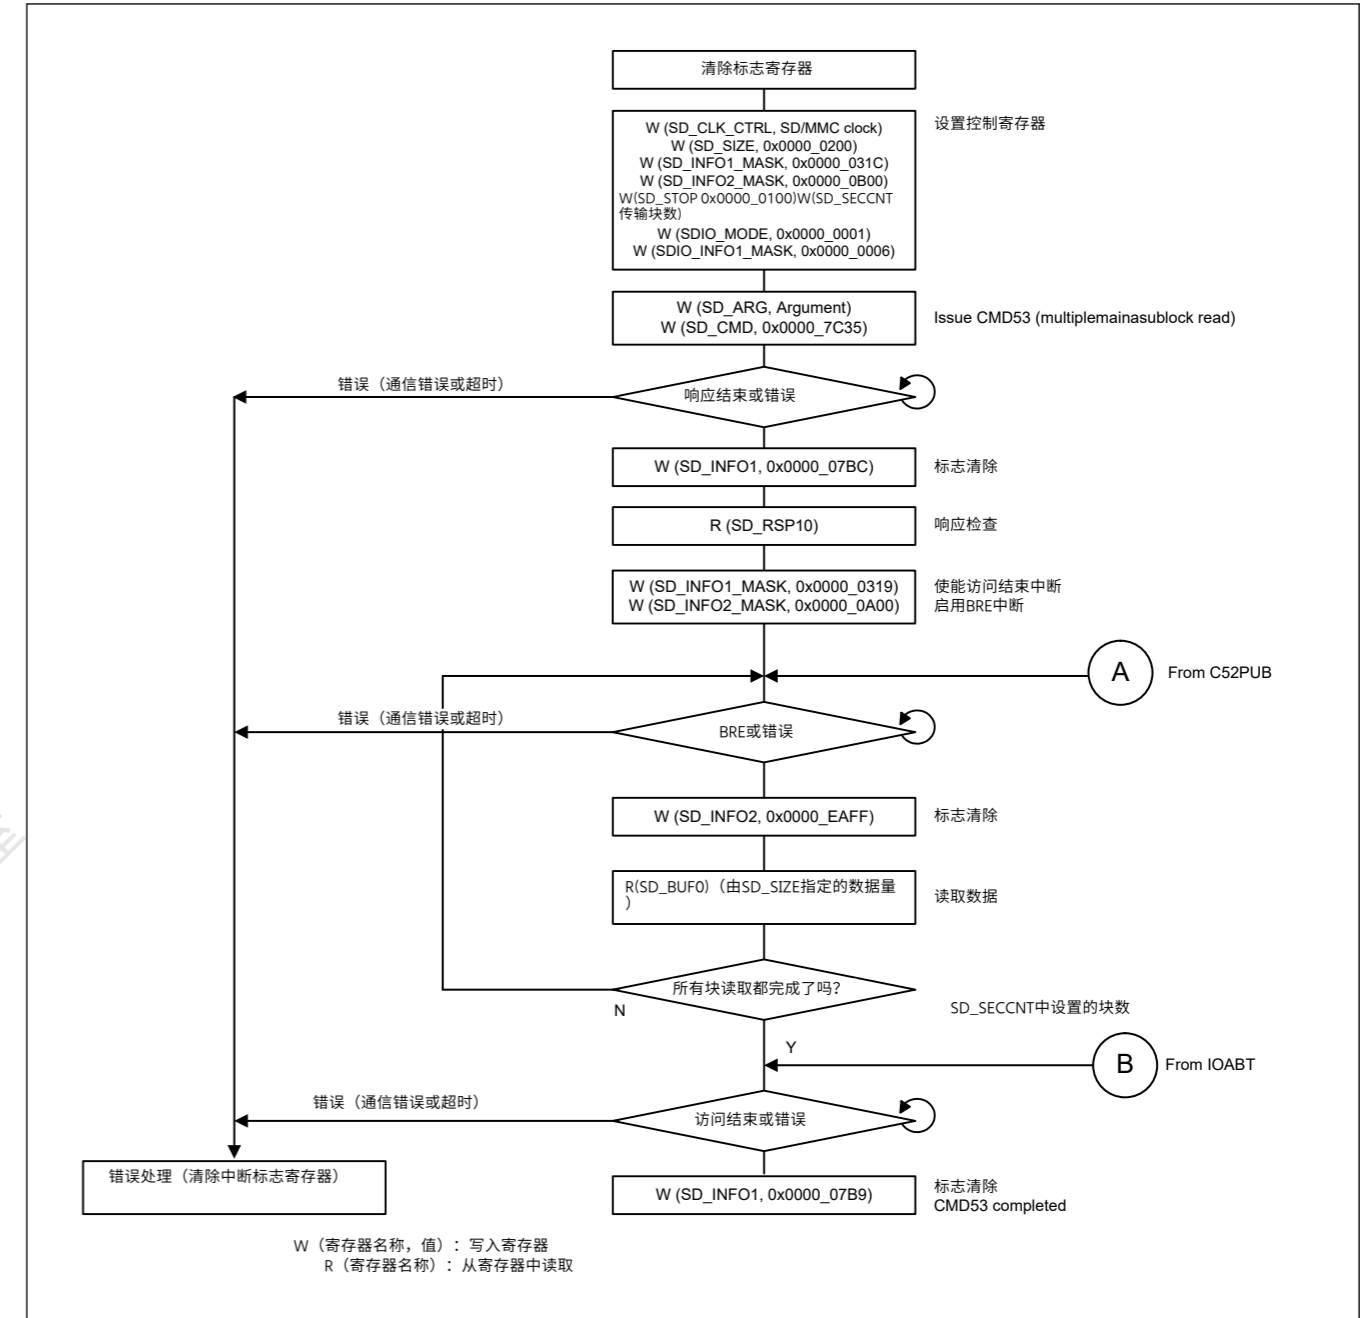 清除标志寄存器
设置控制寄存器
W (SD_CLK_CTRL, SD/MMC clock)
W (SD_SIZE, 0x0000_0200)
W (SD_INFO1_MASK, 0x0000_031C)
W (SD_INFO2_MASK, 0x0000_0B00)
W(SD_STOP 0x0000_0100)W(SD_SECCNT
传输块数)
W (SDIO_MODE, 0x0000_0001)
W (SDIO_INFO1_MASK, 0x0000_0006)
W (SD_ARG, Argument)
W (SD_CMD, 0x0000_7C35)
Issue CMD53 (multiplemainasublock read)
错误（通信错误或超时）
响应结束或错误
W (SD_INFO1, 0x0000_07BC)
标志清除
R (SD_RSP10)
响应检查
W (SD_INFO1_MASK, 0x0000_0319)
W (SD_INFO2_MASK, 0x0000_0A00)
使能访问结束中断
启用BRE中断
A
From C52PUB
错误（通信错误或超时）
BRE或错误
W (SD_INFO2, 0x0000_EAFF)
标志清除
R(SD_BUF0)（由SD_SIZE指定的数据量
）
读取数据
所有块读取都完成了吗？
N
SD_SECCNT中设置的块数
Y
B
From IOABT
错误（通信错误或超时）
访问结束或错误
错误处理（清除中断标志寄存器）
W (SD_INFO1, 0x0000_07B9)
标志清除
CMD53 completed
W（寄存器名称，值）：写入寄存器
R（寄存器名称）：从寄存器中读取